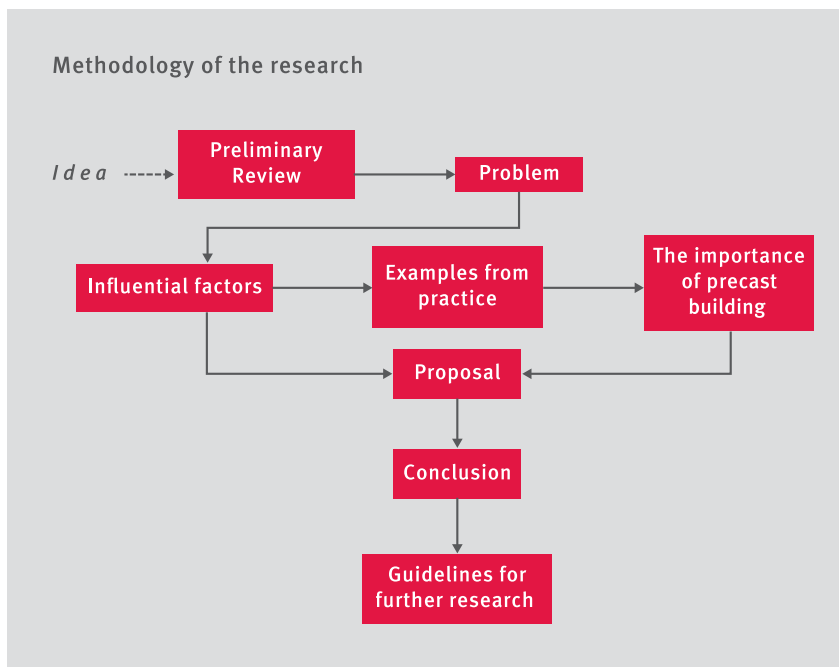 Methodology of the research
Idea
Preliminary
Review
Problem
Influential factors
Examples from
practice
The importance
of precast
building
Proposal
Conclusion
Guidelines for
further research